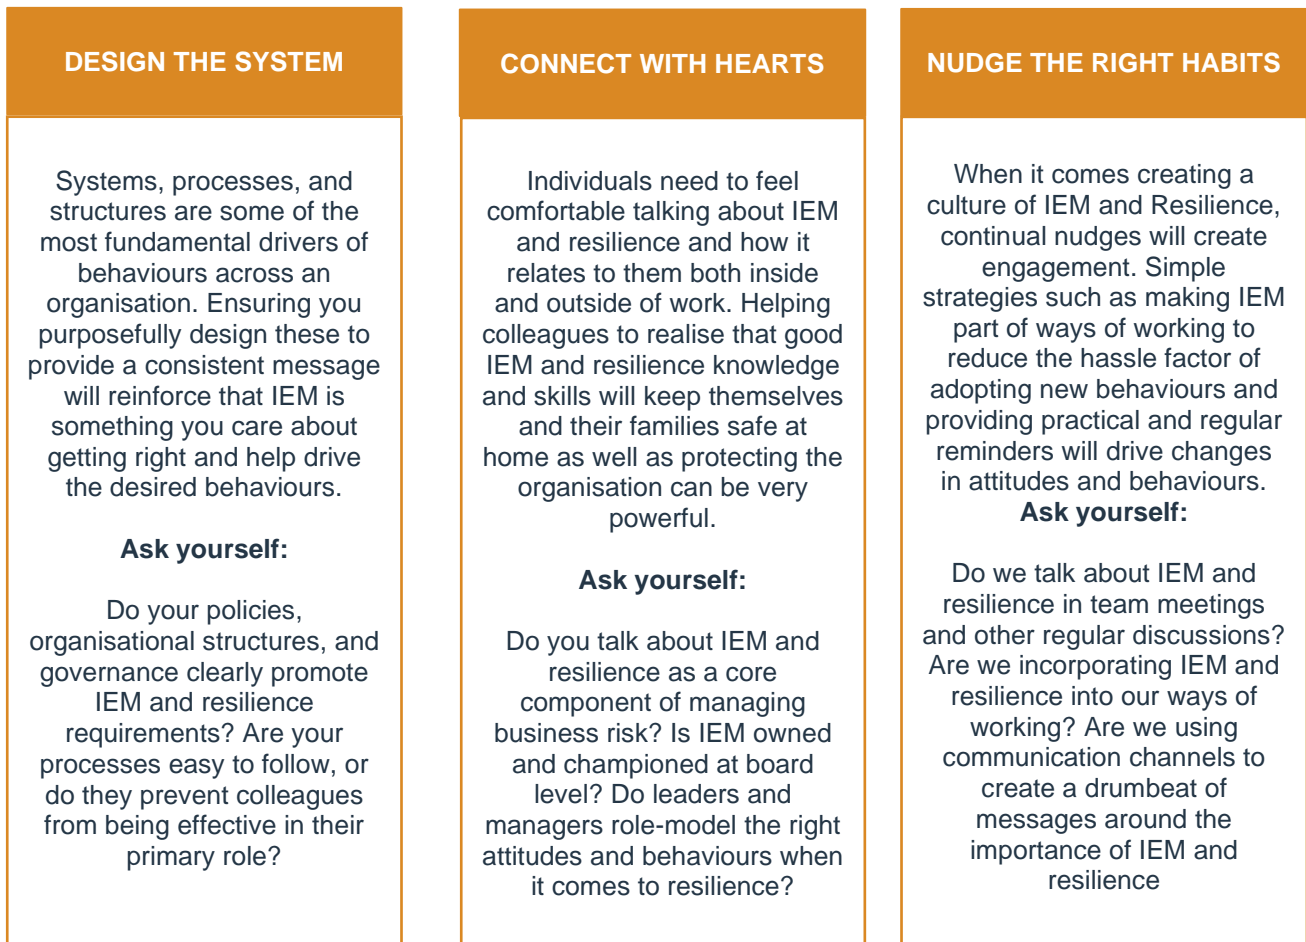 DESIGN THE SYSTEM
Systems, processes, and
structures are some of the
most fundamental drivers of
behaviours across an
organisation. Ensuring you
purposefully design these to
provide a consistent message
will reinforce that IEM is
something you care about
getting right and help drive
the desired behaviours.
Ask yourself:
Do your policies,
organisational structures, and
governance clearly promote
IEM and resilience
requirements? Are your
processes easy to follow, or
do they prevent colleagues
from being effective in their
primary role?
CONNECT WITH HEARTS
Individuals need to feel
comfortable talking about IEM
and resilience and how it
relates to them both inside
and outside of work. Helping
colleagues to realise that good
IEM and resilience knowledge
and skills will keep themselves
and their families safe at
home as well as protecting the
organisation can be very
powerful.
Ask yourself:
Do you talk about IEM and
resilience as a core
component of managing
business risk? Is IEM owned
and championed at board
level? Do leaders and
managers role-model the right
attitudes and behaviours when
it comes to resilience?
NUDGE THE RIGHT HABITS
When it comes creating a
culture of IEM and Resilience,
continual nudges will create
engagement. Simple
strategies such as making IEM
part of ways of working to
reduce the hassle factor of
adopting new behaviours and
providing practical and regular
reminders will drive changes
in attitudes and behaviours.
Ask yourself:
Do we talk about IEM and
resilience in team meetings
and other regular discussions?
Are we incorporating IEM and
resilience into our ways of
working? Are we using
communication channels to
create a drumbeat of
messages around the
importance of IEM and
resilience